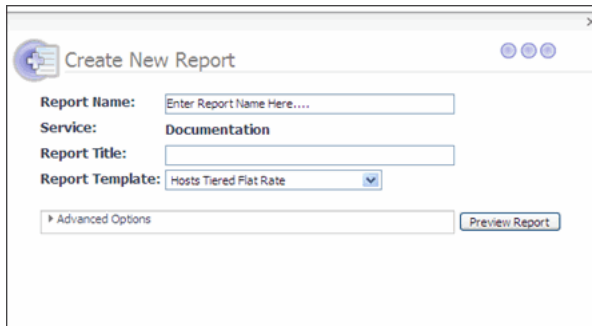 Create New Report
Report Name: Enter Report Name Here....
Service: Documentation
Report Title:
Report Template: Hosts Tiered Flat Rate
Advanced Options
Preview Report